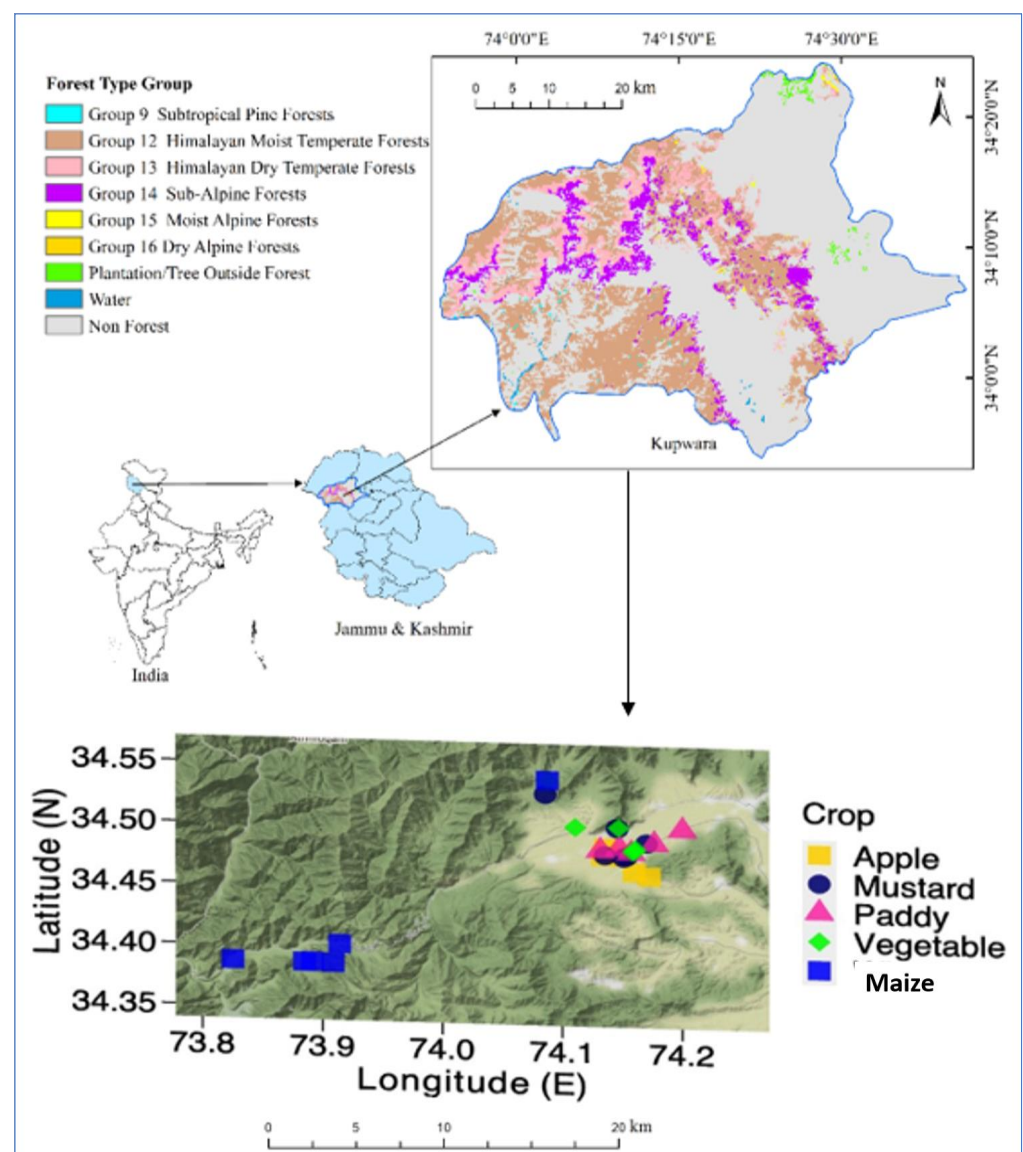 74°0'0"E 74°15'0"E 74°30'0"E
Forest Type Group
Group 9 Subtropical Pine Forests
Group 12 Himalayan Moist Temperate Forests
Group 13 Himalayan Dry Temperate Forests
Group 14 Sub-Alpine Forests
Group 15 Moist Alpine Forests
Group 16 Dry Alpine Forests
Plantation/Tree Outside Forest
Water
Non Forest
0 5 10 20 km
N
34°20'0"N
34°10'0"N
34°0'0"N
Kupwara
Jammu & Kashmir
India
Latitude (N)
34.55
34.50
34.45
34.40
34.35
73.8 73.9 74.0 74.1 74.2
Longitude (E)
Crop
Apple
Mustard
Paddy
Vegetable
Maize
0 5 10 20 km